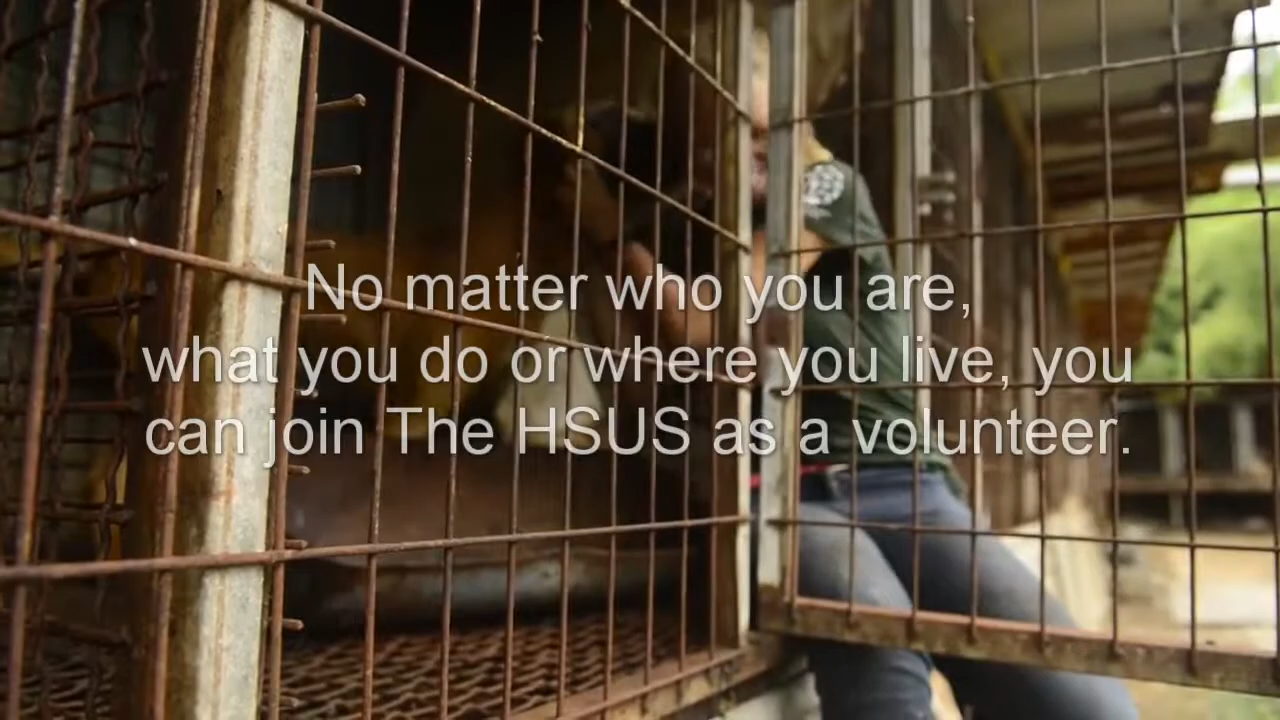 No matter who you are,
what you do or where you live, you
can join The HSUS as a volunteer.